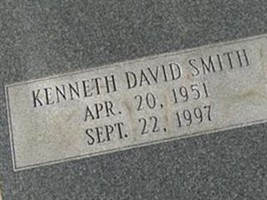 KENNETH DAVID SMITH
APR. 20, 1951
SEPT. 22, 1997